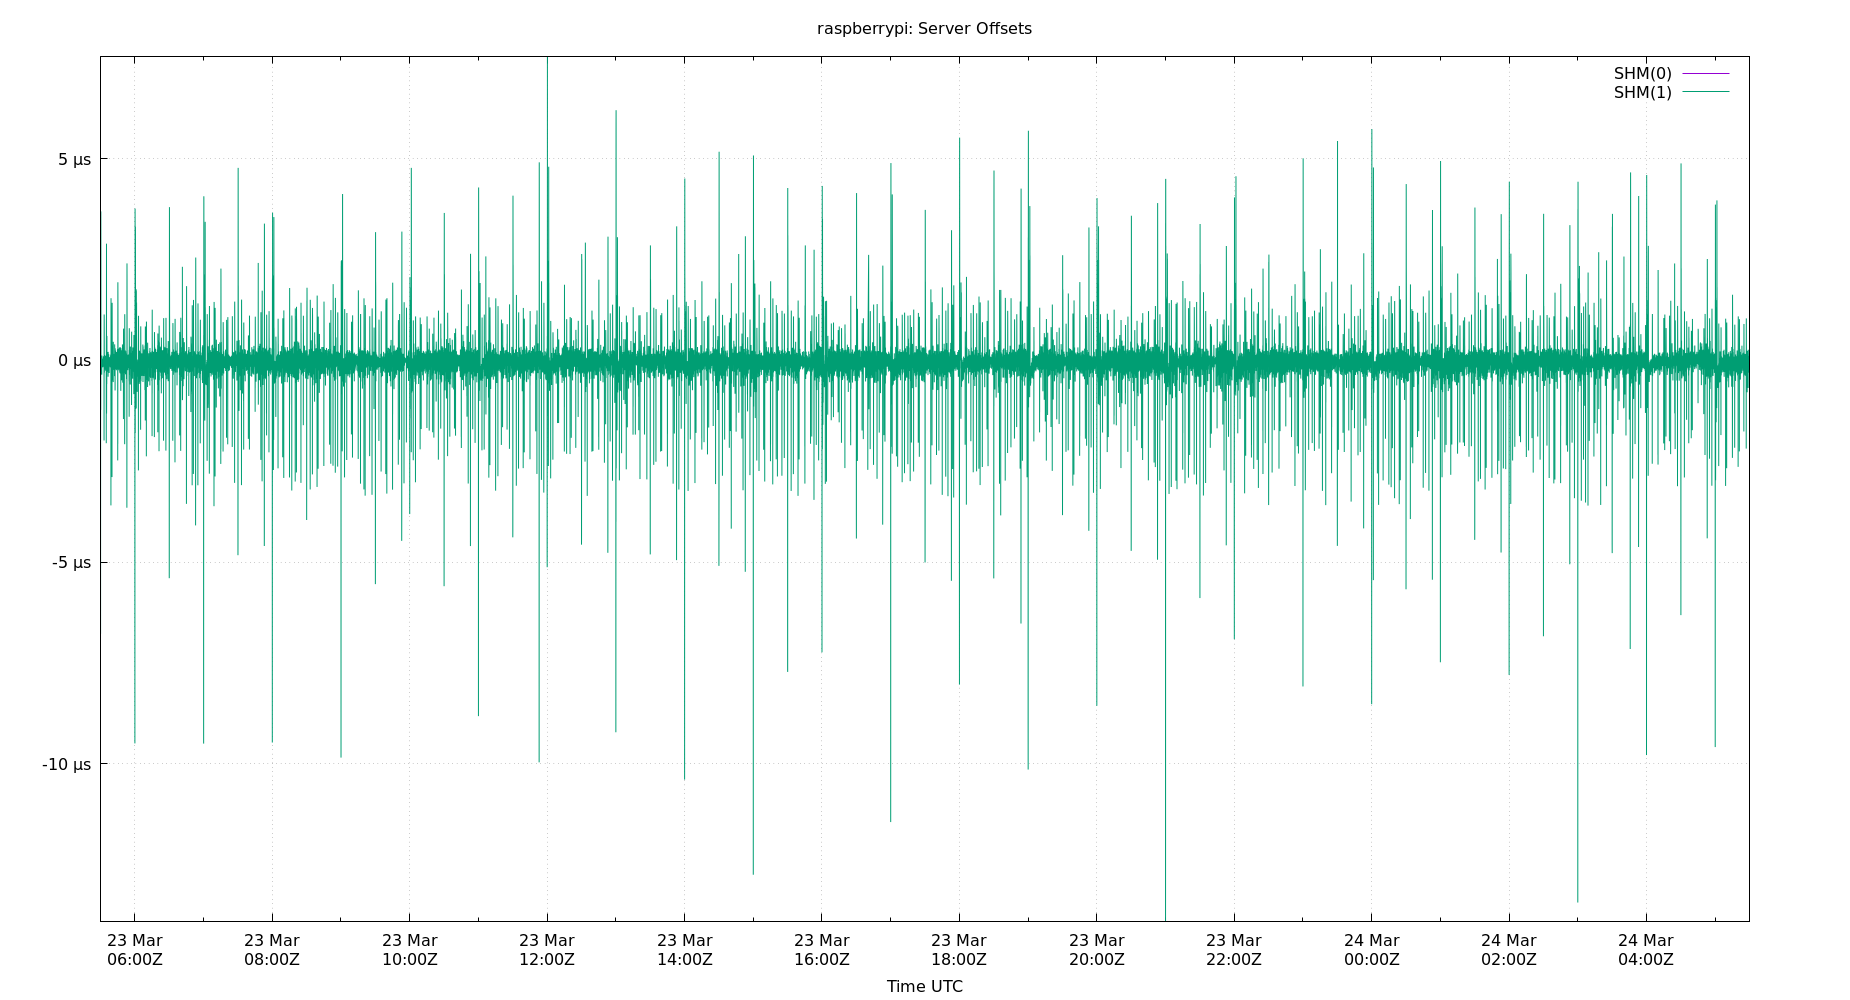 raspberrypi: Server Offsets
SHM(0)
SHM(1)
5 µs
0 µs
-5 µs
-10 µs
23 Mar 23 Mar 23 Mar 23 Mar 23 Mar 23 Mar 23 Mar 23 Mar 23 Mar 24 Mar 24 Mar 24 Mar
06:00Z 08:00Z 10:00Z 12:00Z 14:00Z 16:00Z 18:00Z 20:00Z 22:00Z 00:00Z 02:00Z 04:00Z
Time UTC